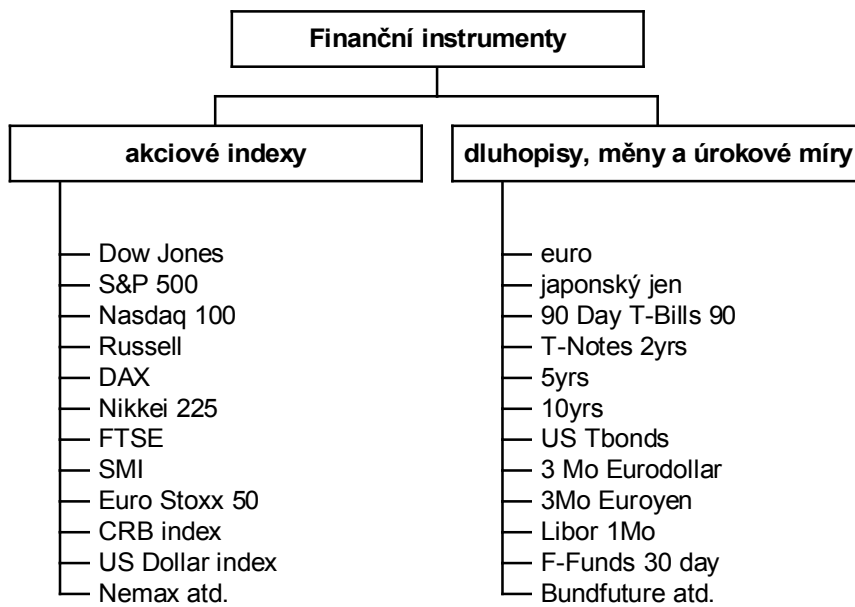 Finanční instrumenty
akciové indexy
Dow Jones
S&P 500
Nasdaq 100
Russell
DAX
Nikkei 225
FTSE
SMI
Euro Stoxx 50
CRB index
US Dollar index
Nemax atd.
dluhopisy, měny a úrokové míry
euro
japonský jen
90 Day T-Bills 90
T-Notes 2yrs
5yrs
10yrs
US Tbonds
3 Mo Eurodollar
3Mo Euroyen
Libor 1Mo
F-Funds 30 day
Bundfuture atd.